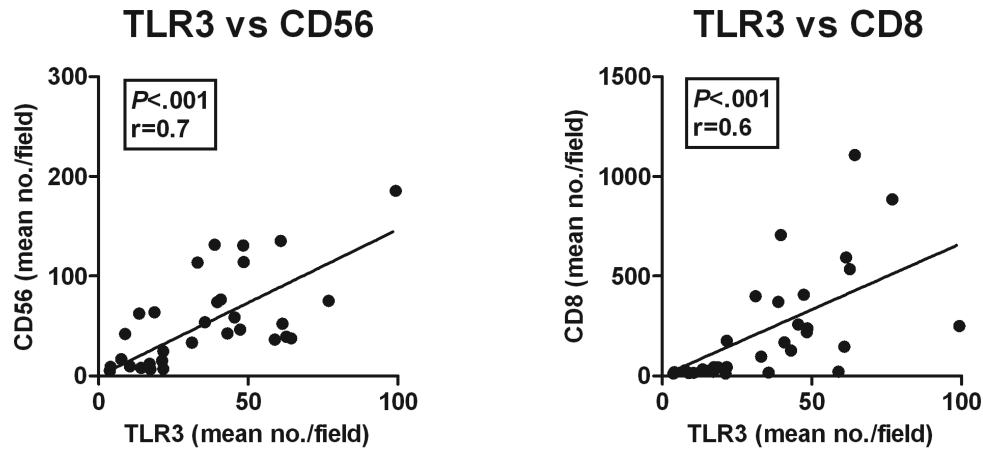 TLR3 vs CD56
300
200
100
0
P<.001
r=0.7
CD56 (mean no./field)
0 50 100
TLR3 (mean no./field)
TLR3 vs CD8
1500
1000
500
0
P<.001
r=0.6
CD8 (mean no./field)
0 50 100
TLR3 (mean no./field)